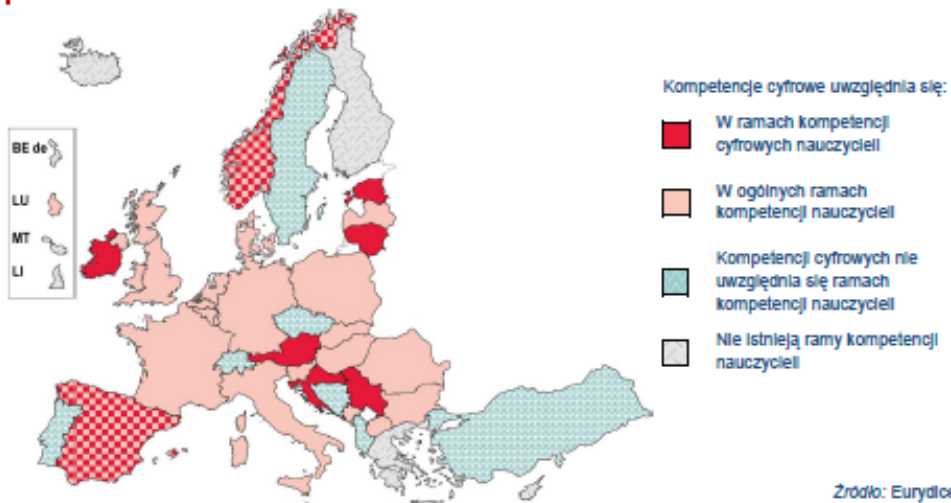 Kompetencje cyfrowe uwzględnia się:
W ramach kompetencji
cyfrowych nauczycieli
W ogólnych ramach
kompetencji nauczycieli
Kompetencji cyfrowych nie
uwzględnia się ramach
kompetencji nauczycieli
Nie istnieją ramy kompetencji
nauczycieli
BE de
LU
MT
LI
Źródło: Eurydice